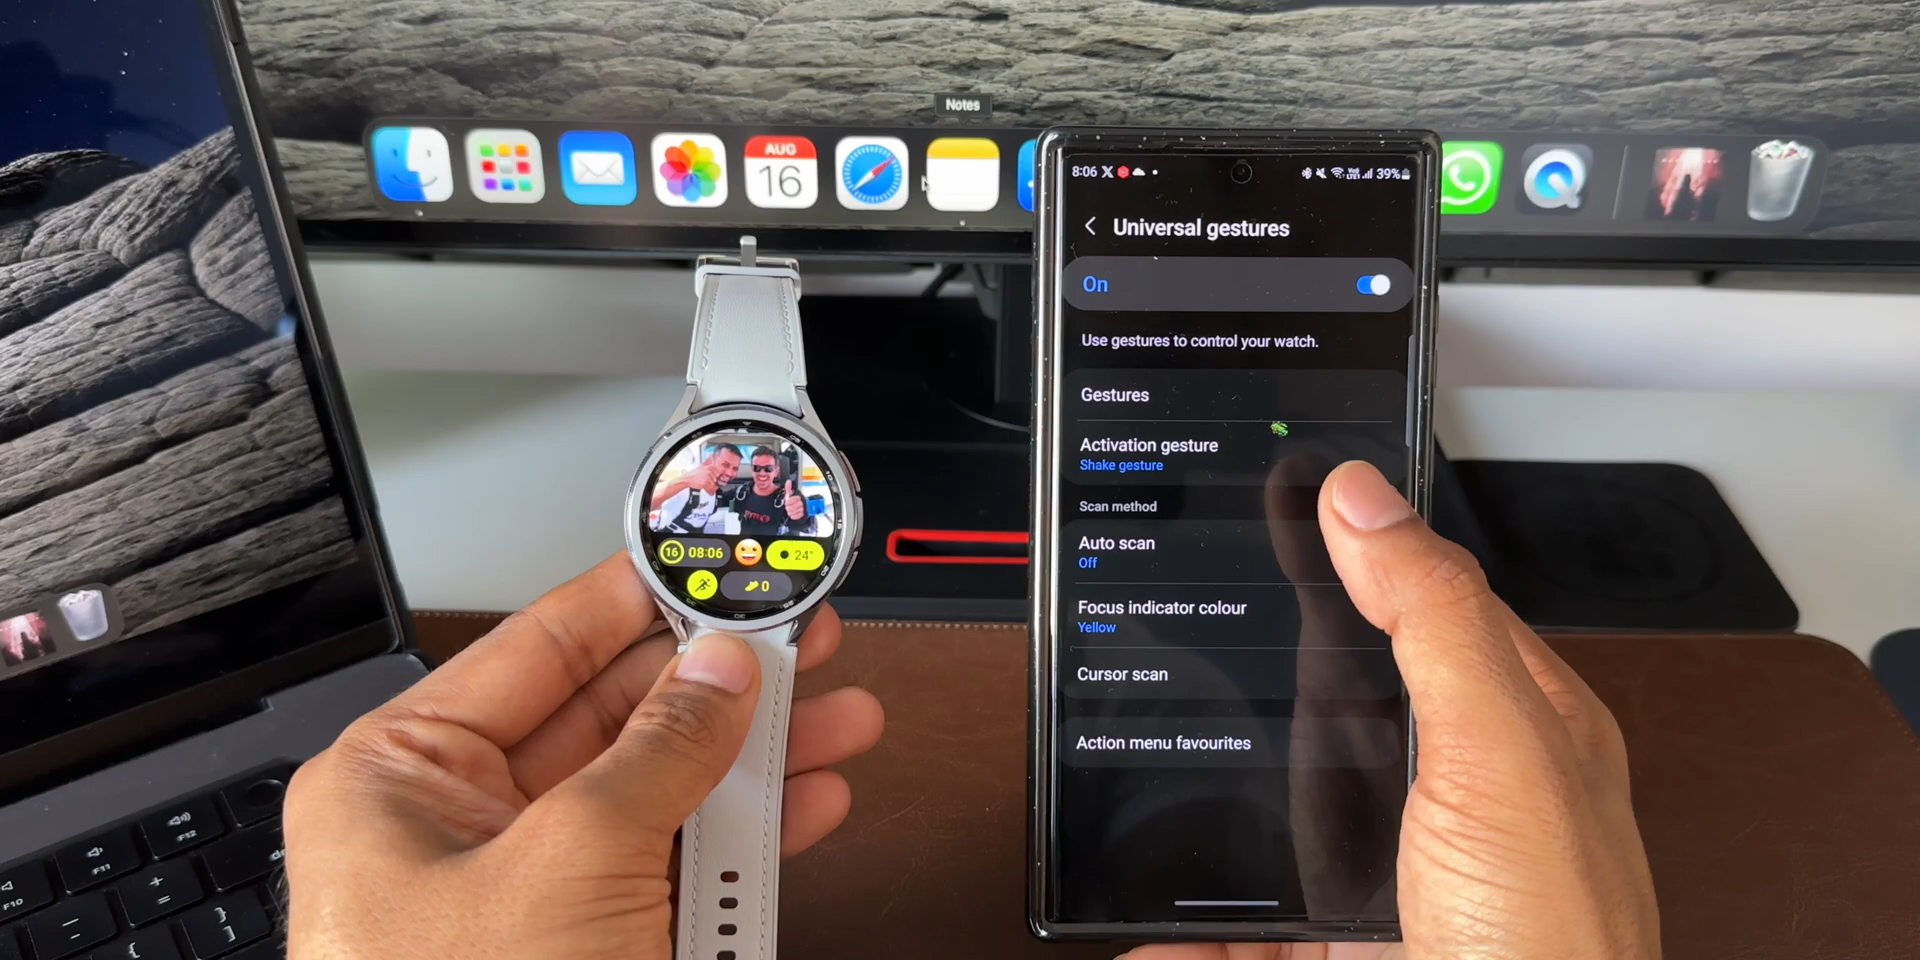 Notes
AUG
16
8:06
39%
Universal gestures
On
Use gestures to control your watch.
Gestures
Activation gesture
Shake gesture
Scan method
Auto scan
Off
Focus indicator colour
Yellow
Cursor scan
Action menu favourites
16 08:06
24°
0
F12
F11
F10
+
=
}
{